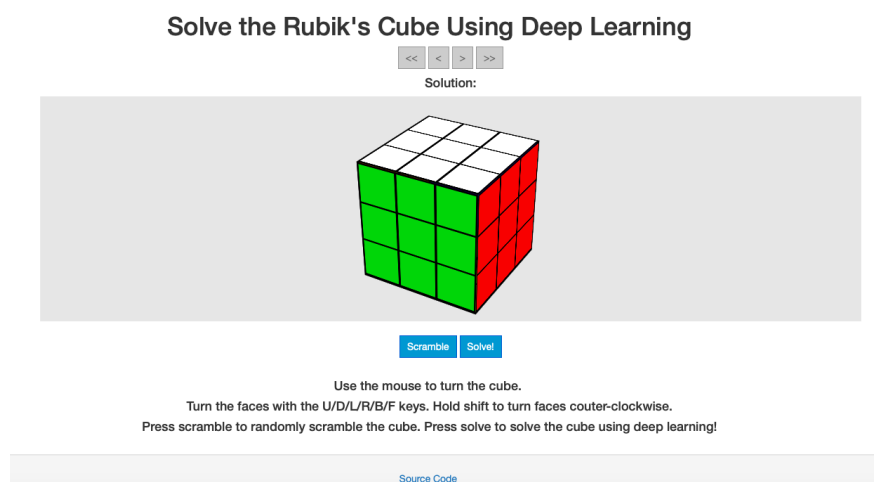 Solve the Rubik's Cube Using Deep Learning
<< < > >>
Solution:
Scramble Solve!
Use the mouse to turn the cube.
Turn the faces with the U/D/L/R/B/F keys. Hold shift to turn faces couter-clockwise.
Press scramble to randomly scramble the cube. Press solve to solve the cube using deep learning!
Source Code